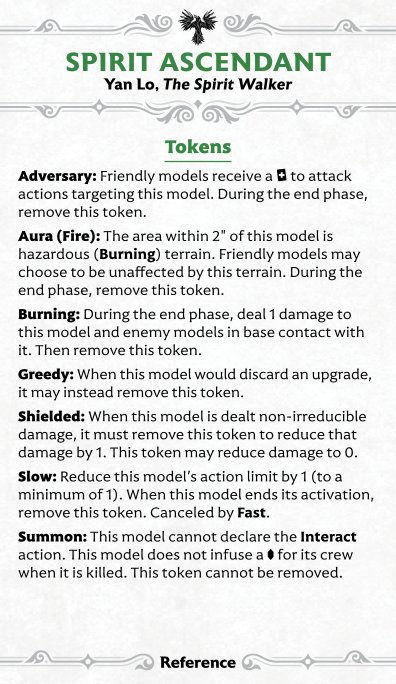 SPIRIT ASCENDANT
Yan Lo, The Spirit Walker
Tokens
Adversary: Friendly models receive a to attack
actions targeting this model. During the end phase,
remove this token.
Aura (Fire): The area within 2" of this model is
hazardous (Burning) terrain. Friendly models may
choose to be unaffected by this terrain. During the
end phase, remove this token.
Burning: During the end phase, deal 1 damage to
this model and enemy models in base contact with
it. Then remove this token.
Greedy: When this model would discard an upgrade,
it may instead remove this token.
Shielded: When this model is dealt non-irreducible
damage, it must remove this token to reduce that
damage by 1. This token may reduce damage to 0.
Slow: Reduce this model's action limit by 1 (to a
minimum of 1). When this model ends its activation,
remove this token. Canceled by Fast.
Summon: This model cannot declare the Interact
action. This model does not infuse a for its crew
when it is killed. This token cannot be removed.
Reference